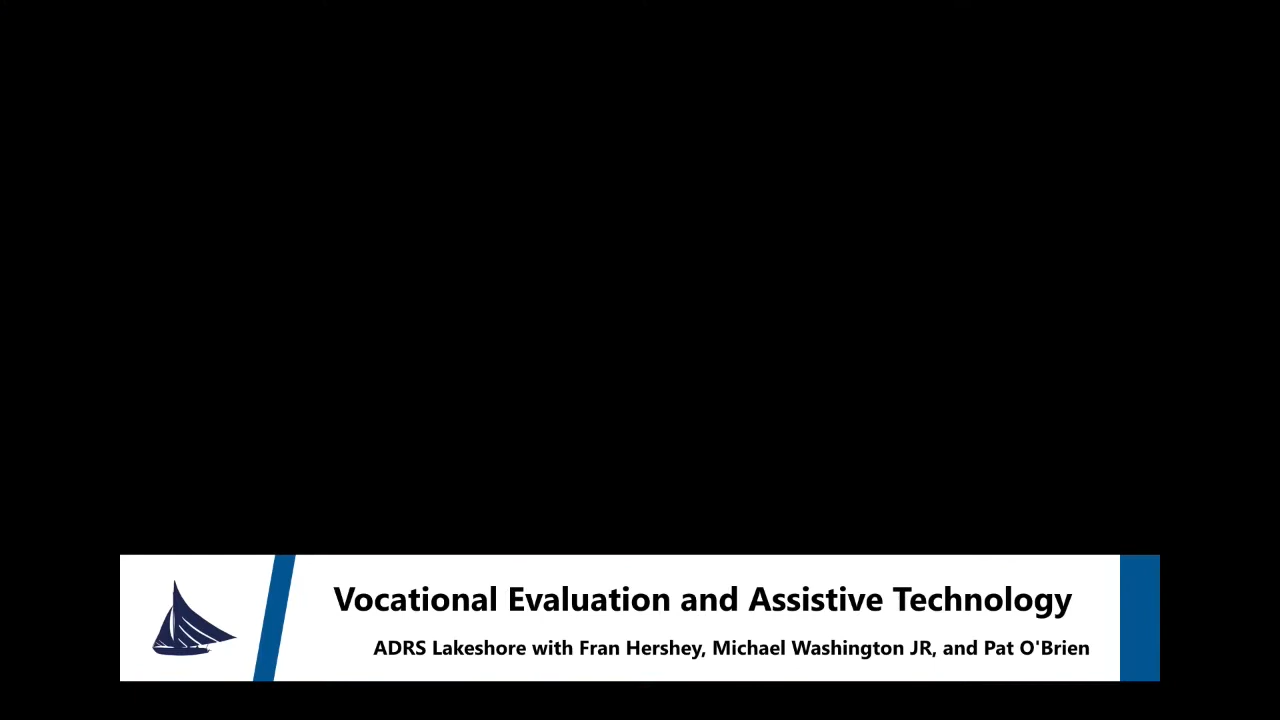 Vocational Evaluation and Assistive Technology
ADRS Lakeshore with Fran Hershey, Michael Washington JR, and Pat O'Brien